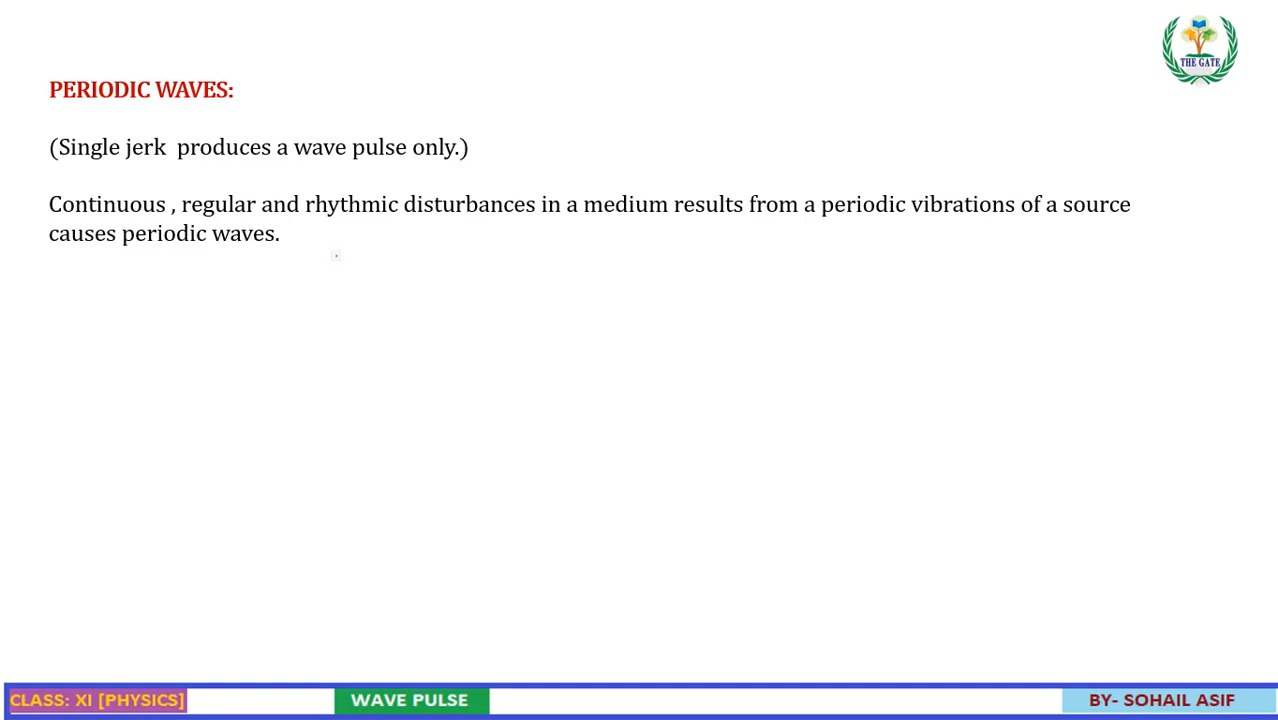 THE GATE
PERIODIC WAVES:
(Single jerk  produces a wave pulse only.)
Continuous , regular and rhythmic disturbances in a medium results from a periodic vibrations of a source
causes periodic waves.
CLASS: XI [PHYSICS]
WAVE PULSE
BY- SOHAIL ASIF